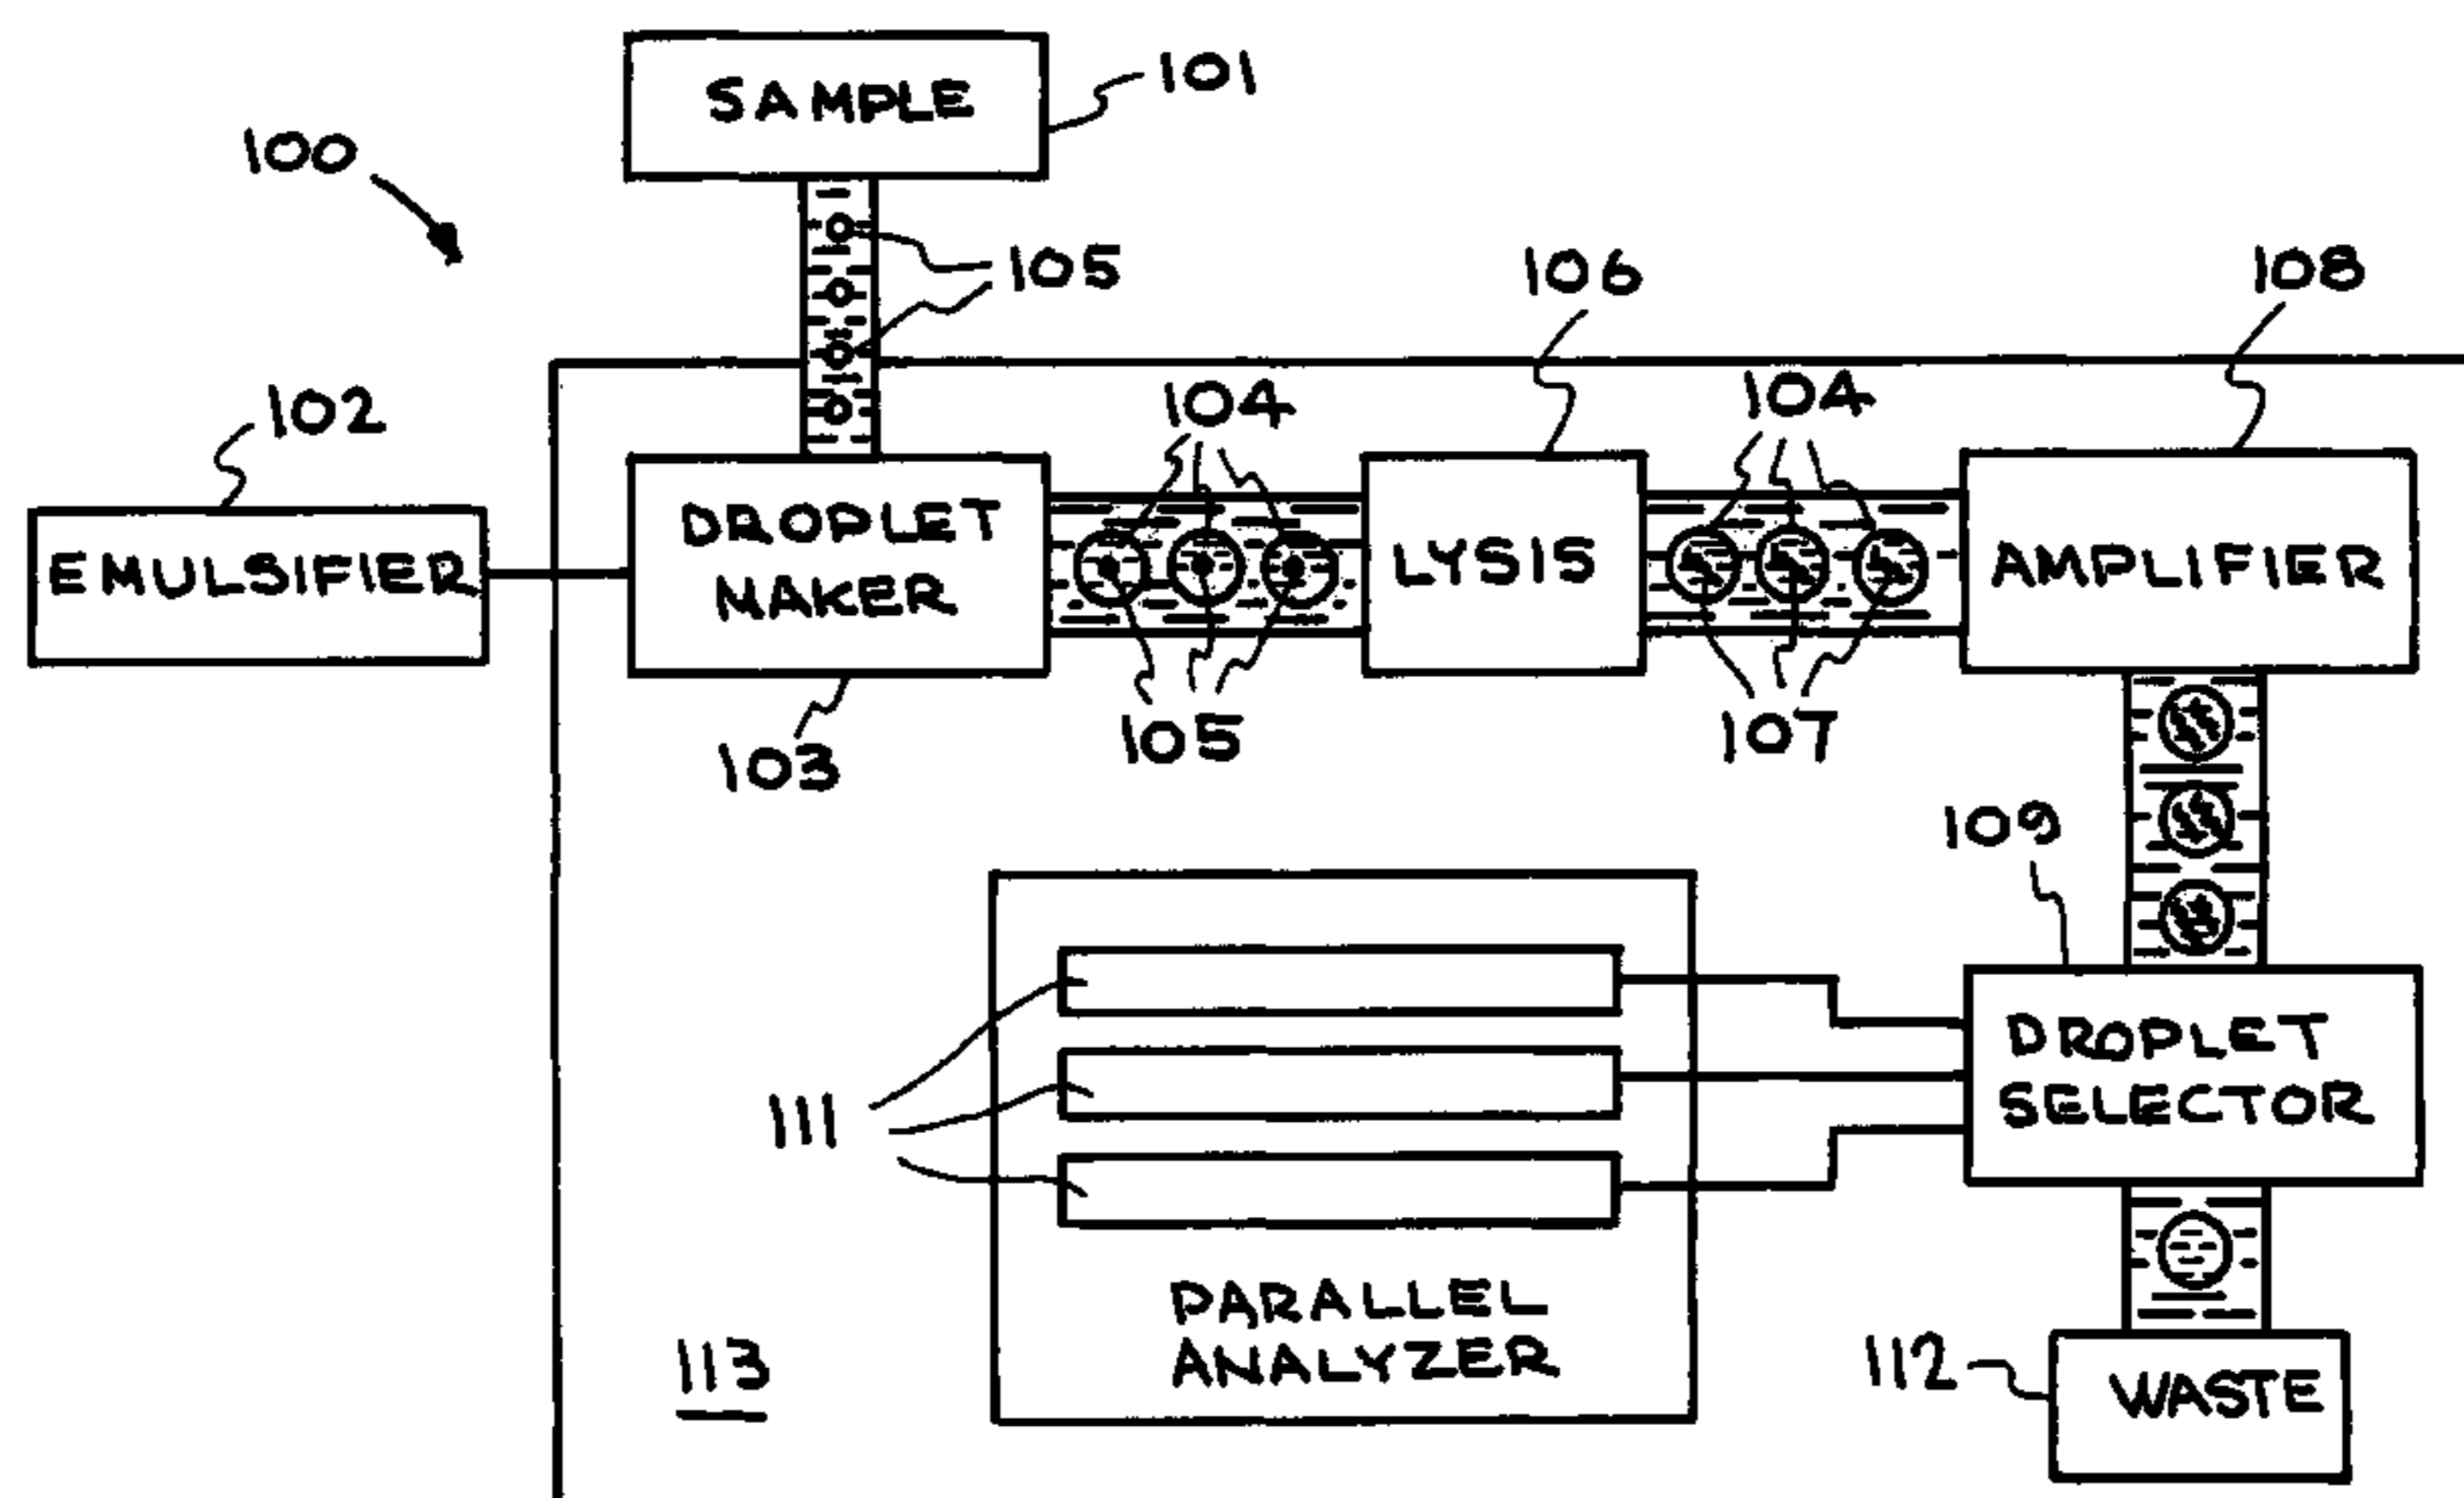 SAMPLE
101
100
105
106
108
102
104
104
EMULSIFIER
DROPLET
MAKER
LYSIS
AMPLIFIER
103
105
107
109
DROPLET
SELECTOR
111
PARALLEL
ANALYZER
113
112
WASTE